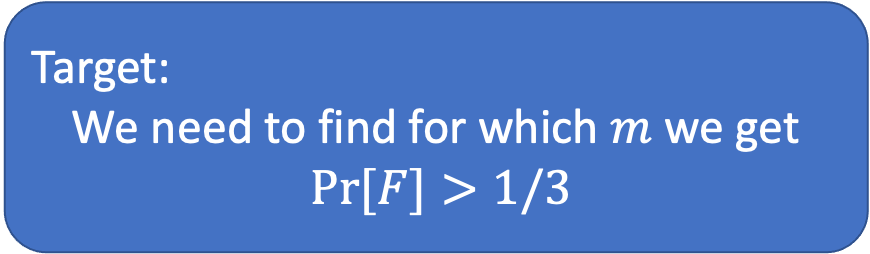 Target:
We need to find for which m we get
Pr[F] > 1/3